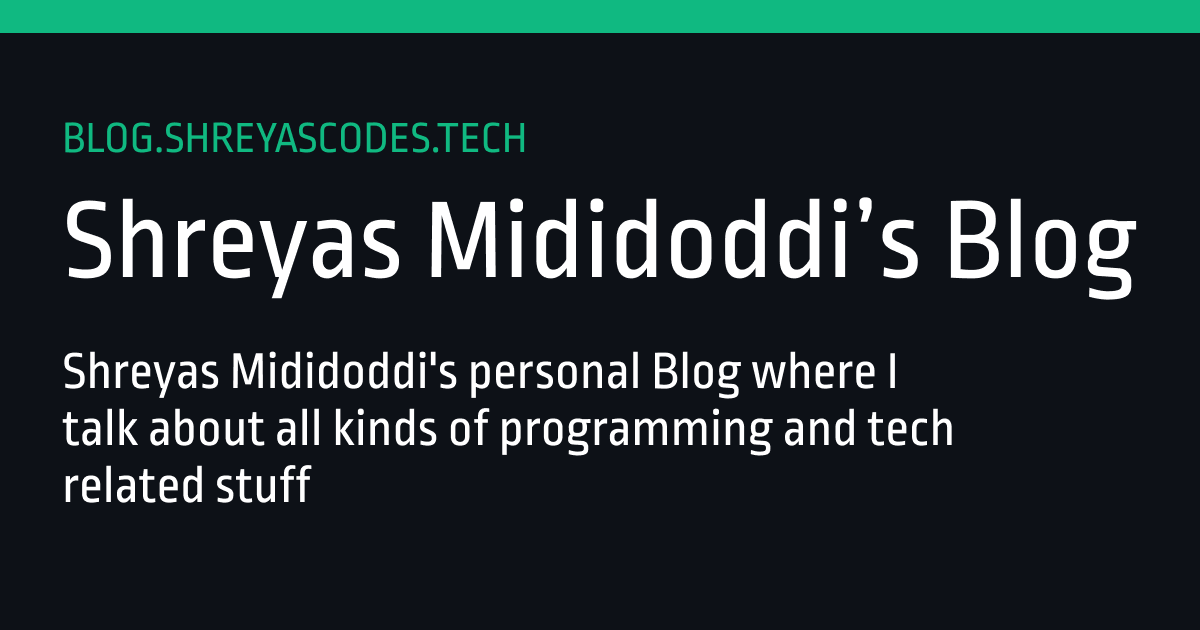 BLOG.SHREYASCODES.TECH
Shreyas Mididoddi’s Blog
Shreyas Mididoddi's personal Blog where I
talk about all kinds of programming and tech
related stuff